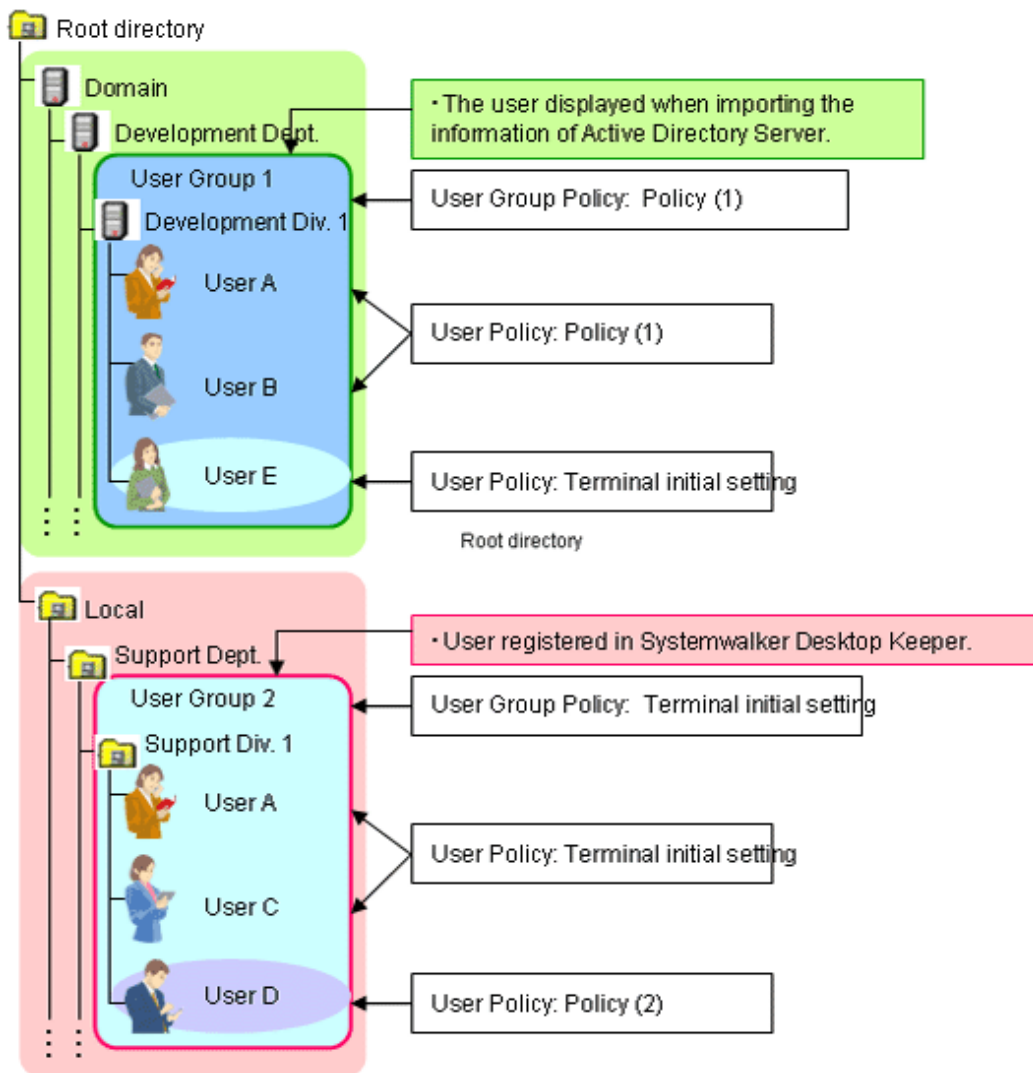 Root directory
Domain
Development Dept.
・The user displayed when importing the
information of Active Directory Server.
User Group 1
User Group Policy:  Policy (1)
Development Div. 1
User A
User Policy: Policy (1)
User B
User E
User Policy: Terminal initial setting
Root directory
Local
・User registered in Systemwalker Desktop Keeper.
Support Dept.
User Group 2
User Group Policy:  Terminal initial setting
Support Div. 1
User A
User Policy: Terminal initial setting
User C
User D
User Policy: Policy (2)